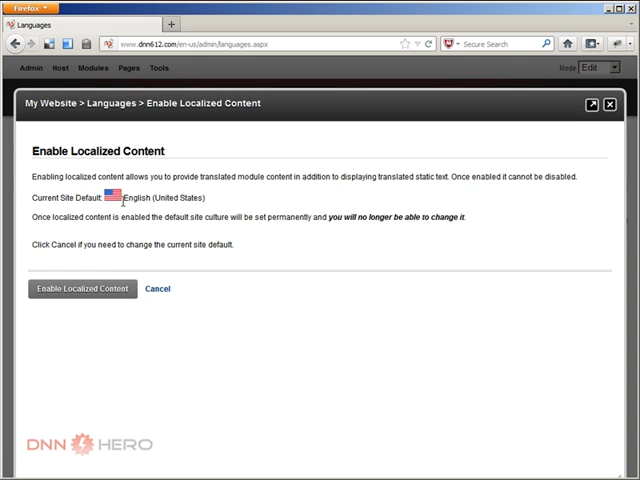 Firefox
Languages
www.dnn612.com/en-us/admin/languages.aspx
Secure Search
Admin Host Modules Pages Tools
Mode Edit
My Website > Languages > Enable Localized Content
Enable Localized Content
Enabling localized content allows you to provide translated module content in addition to displaying translated static text. Once enabled it cannot be disabled.
Current Site Default: English (United States)
Once localized content is enabled the default site culture will be set permanently and you will no longer be able to change it.
Click Cancel if you need to change the current site default.
Enable Localized Content Cancel
DNN HERO